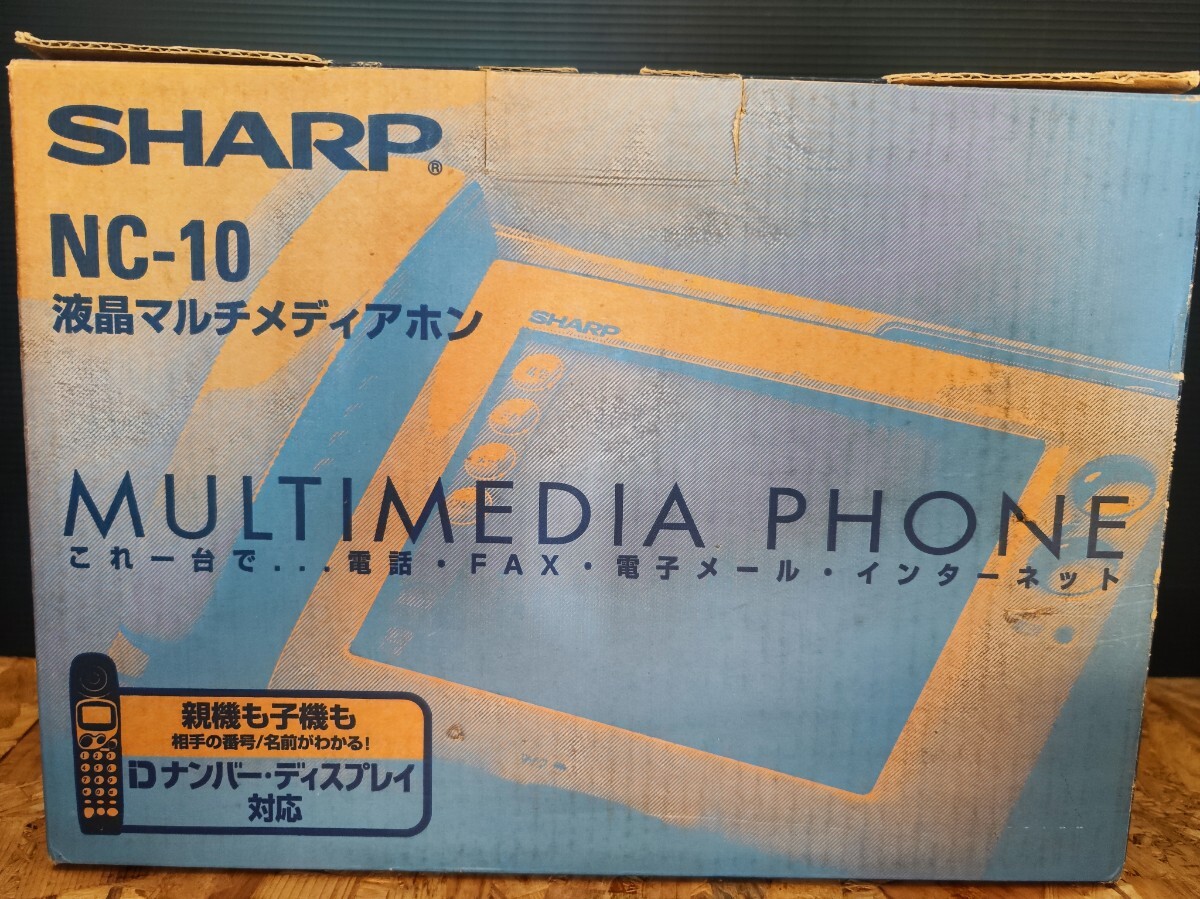 SHARP®
NC-10
液晶マルチメディアホン
SHARP
MULTIMEDIA PHONE
これ一台で...電話・FAX・電子メール・インターネット
親機も子機も
相手の番号/名前がわかる!
iDナンバー・ディスプレイ
対応